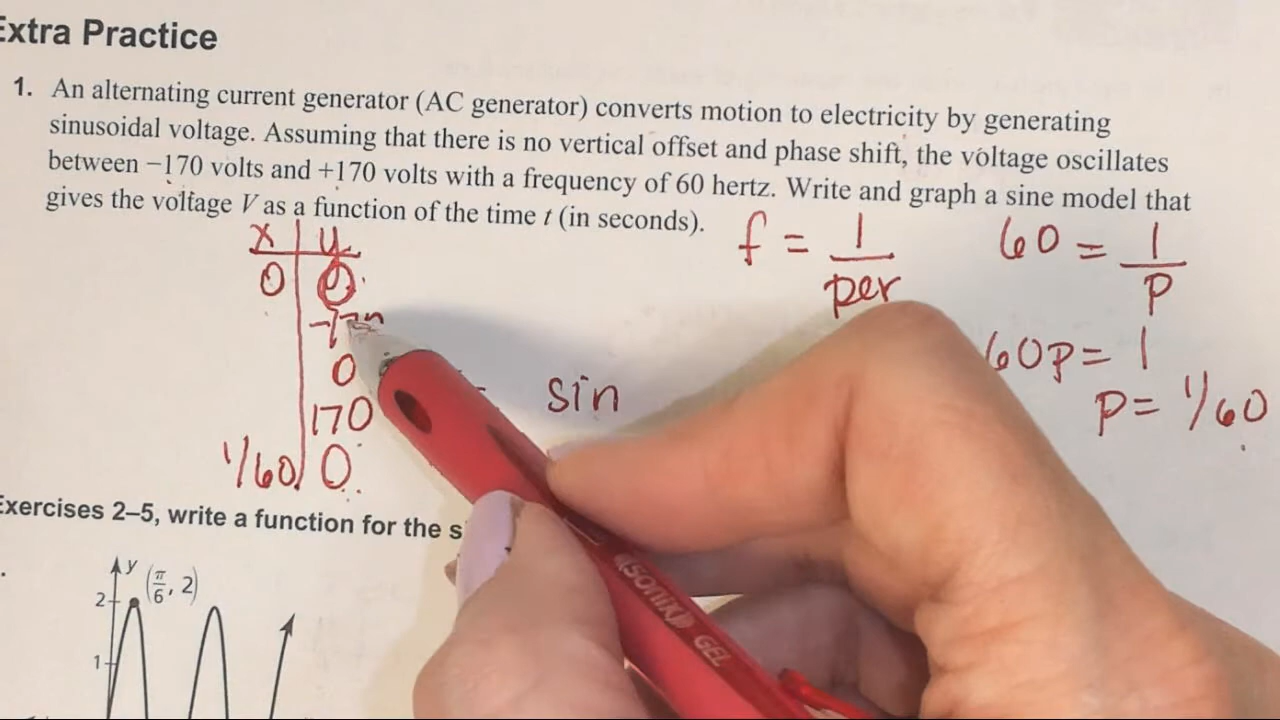 Extra Practice
1. An alternating current generator (AC generator) converts motion to electricity by generating
sinusoidal voltage. Assuming that there is no vertical offset and phase shift, the voltage oscillates
between −170 volts and +170 volts with a frequency of 60 hertz. Write and graph a sine model that
gives the voltage V as a function of the time t (in seconds).
f = 1/per
60 = 1/P
x y
0 0
-170
0
170
1/60 0
sin
60p = 1
p = 1/60
Exercises 2–5, write a function for the s
y
(π/6, 2)
2
1
(SONIX) GEL